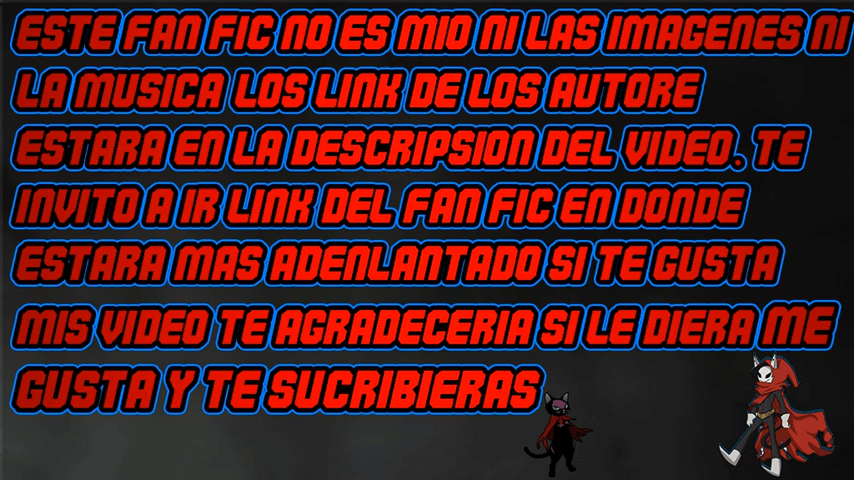 ESTE FAN FIC NO ES MIO NI LAS IMAGENES NI
LA MUSICA LOS LINK DE LOS AUTORE
ESTARA EN LA DESCRIPSION DEL VIDEO. TE
INVITO A IR LINK DEL FAN FIC EN DONDE
ESTARA MAS ADENLANTADO SI TE GUSTA
MIS VIDEO TE AGRADECERIA SI LE DIERA ME
GUSTA Y TE SUCRIBIERAS